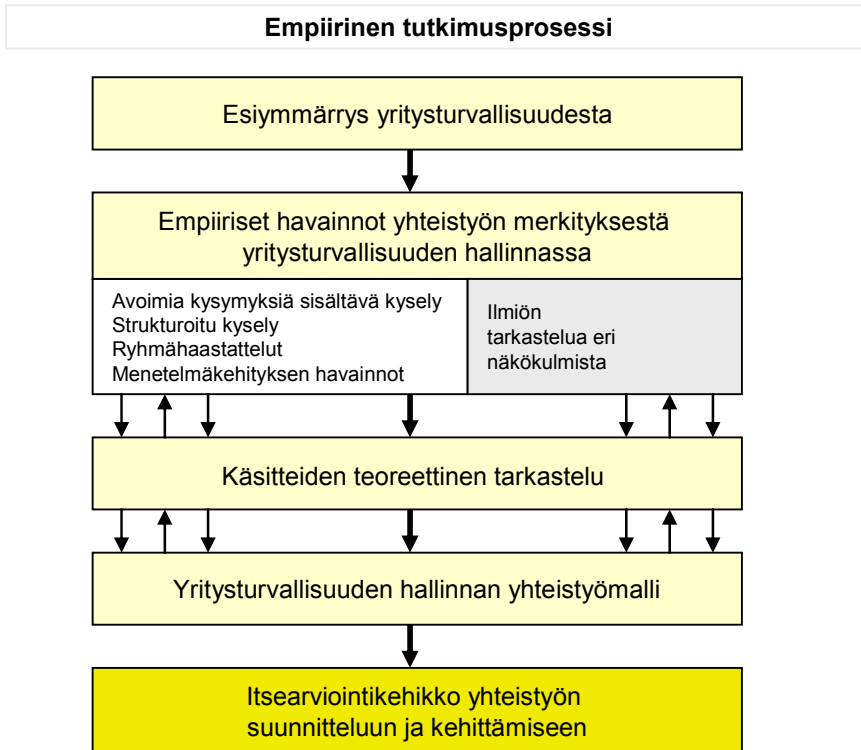 Empiirinen tutkimusprosessi
Esiymmärrys yritysturvallisuudesta
Empiiriset havainnot yhteistyön merkityksestä
yritysturvallisuuden hallinnassa
Avoimia kysymyksiä sisältävä kysely
Strukturoitu kysely
Ryhmähaastattelut
Menetelmäkehityksen havainnot
Ilmiön
tarkastelua eri
näkökulmista
Käsitteiden teoreettinen tarkastelu
Yritysturvallisuuden hallinnan yhteistyömalli
Itsearviointikehikko yhteistyön
suunnitteluun ja kehittämiseen